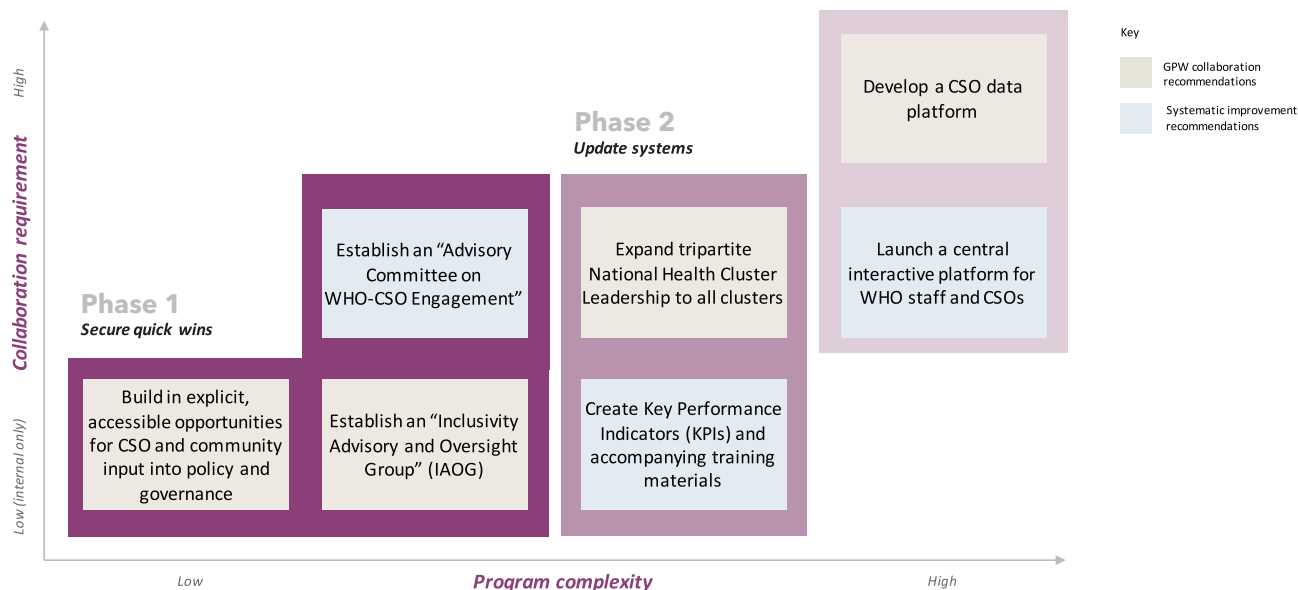 Key
GPW collaboration
recommendations
Systematic improvement
recommendations
High
Collaboration requirement
Low (internal only)
Develop a CSO data
platform
Phase 2
Update systems
Establish an “Advisory
Committee on
WHO-CSO Engagement”
Expand tripartite
National Health Cluster
Leadership to all clusters
Launch a central
interactive platform for
WHO staff and CSOs
Phase 1
Secure quick wins
Build in explicit,
accessible opportunities
for CSO and community
input into policy and
governance
Establish an “Inclusivity
Advisory and Oversight
Group” (IAOG)
Create Key Performance
Indicators (KPIs) and
accompanying training
materials
Low
Program complexity
High